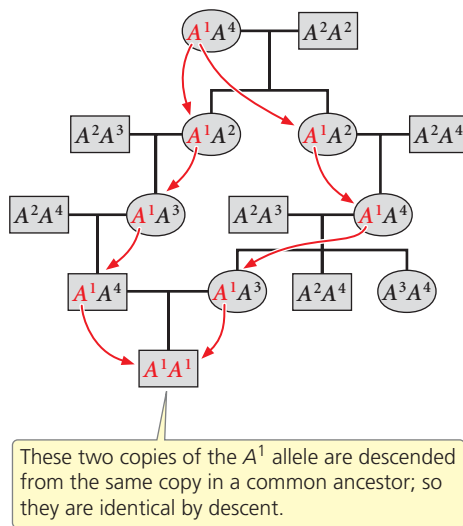 A¹A⁴ A²A²
A²A³ A¹A² A¹A² A²A⁴
A²A⁴ A¹A³ A²A³ A¹A⁴
A¹A⁴ A¹A³ A²A⁴ A³A⁴
A¹A¹
These two copies of the A¹ allele are descended
from the same copy in a common ancestor; so
they are identical by descent.